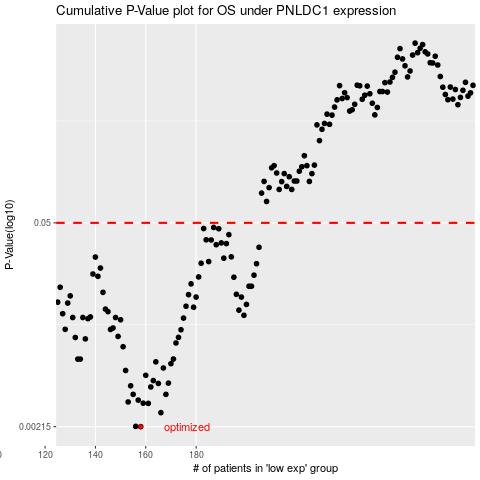 Cumulative P-Value plot for OS under PNLDC1 expression
P-Value(log10)
0.05
0.00215
optimized
0 120 140 160 180
# of patients in 'low exp' group